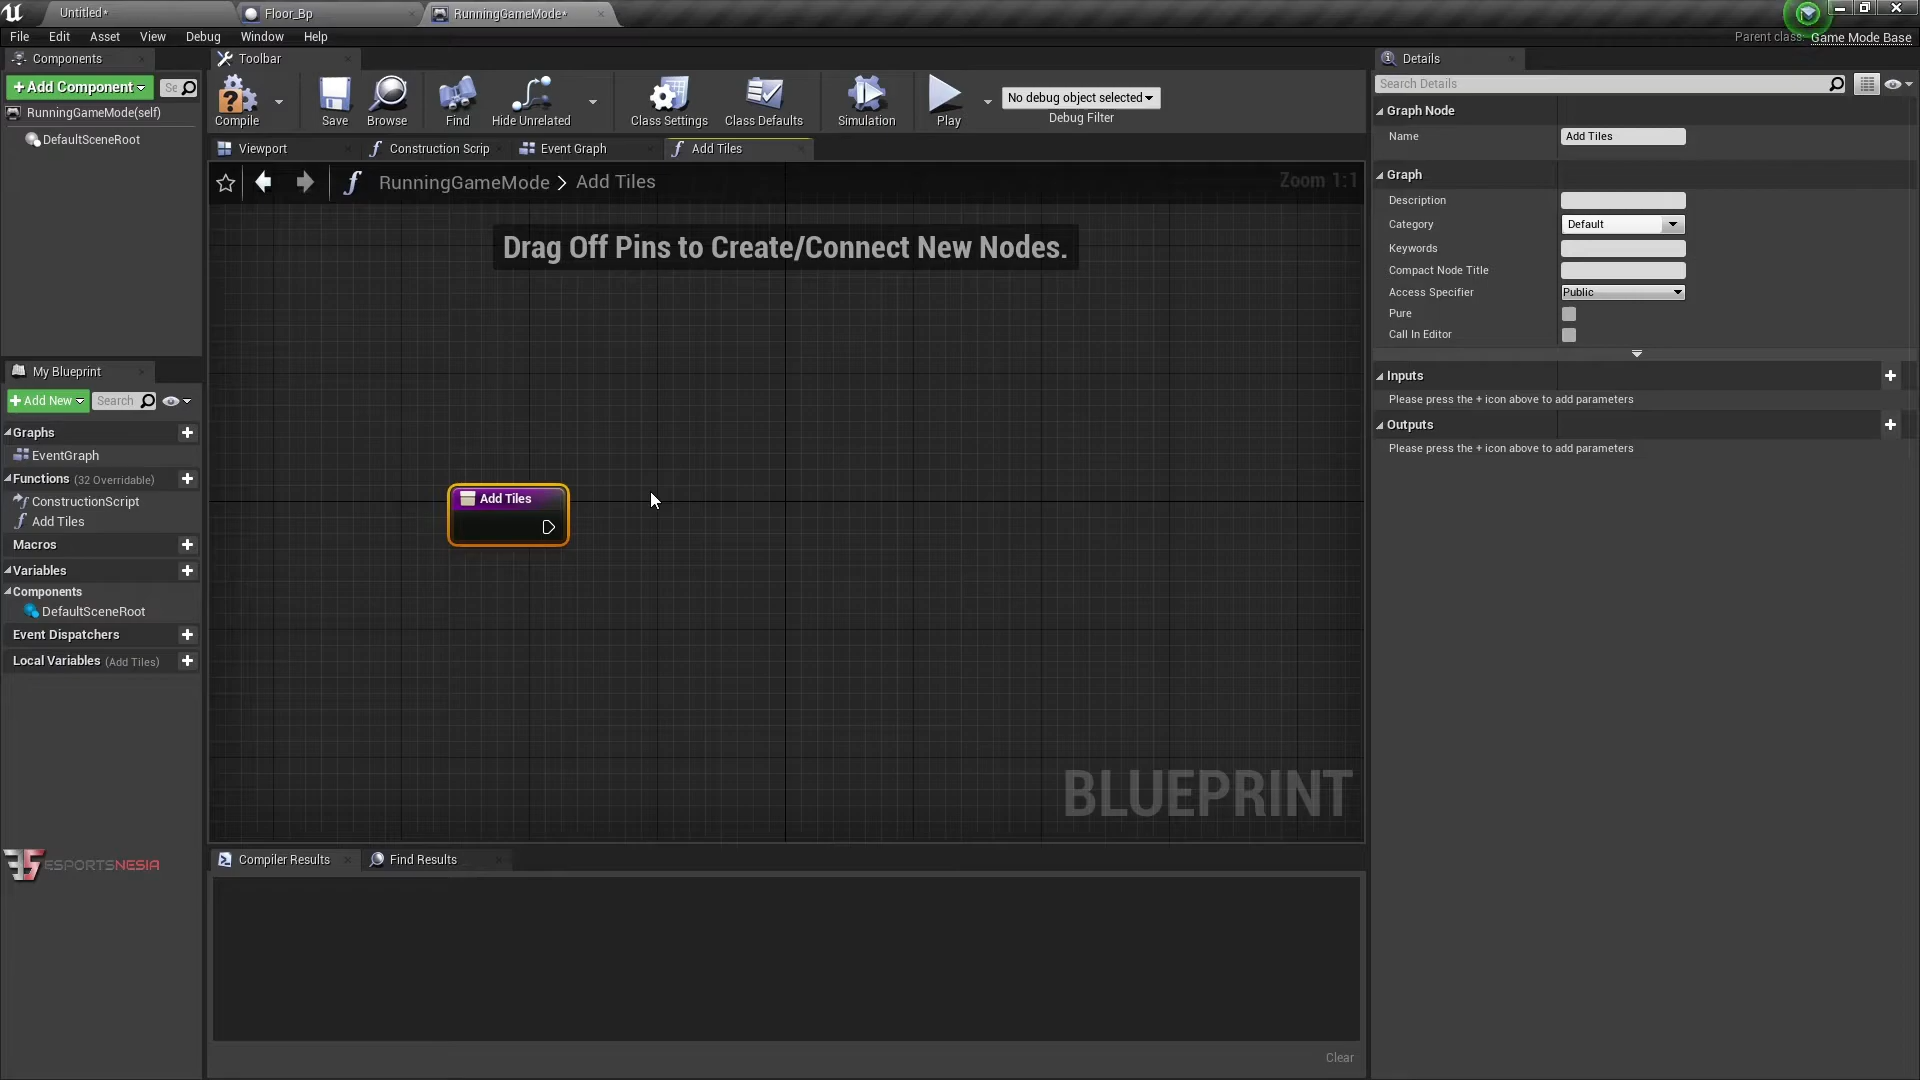 Untitled*
Floor_Bp
RunningGameMode*
File Edit Asset View Debug Window Help
Parent class: Game Mode Base
Components
+Add Component
Se
RunningGameMode(self)
DefaultSceneRoot
Toolbar
Compile
Save
Browse
Find
Hide Unrelated
Class Settings
Class Defaults
Simulation
Play
No debug object selected
Debug Filter
Viewport
Construction Scrip
Event Graph
Add Tiles
RunningGameMode > Add Tiles
Zoom 1:1
Drag Off Pins to Create/Connect New Nodes.
Add Tiles
BLUEPRINT
My Blueprint
+Add New
Search
Graphs
EventGraph
Functions (32 Overridable)
ConstructionScript
Add Tiles
Macros
Variables
Components
DefaultSceneRoot
Event Dispatchers
Local Variables (Add Tiles)
ESPORTSNESIA
Compiler Results
Find Results
Clear
Details
Search Details
Graph Node
Name
Add Tiles
Graph
Description
Category
Default
Keywords
Compact Node Title
Access Specifier
Public
Pure
Call In Editor
Inputs
Please press the + icon above to add parameters
Outputs
Please press the + icon above to add parameters